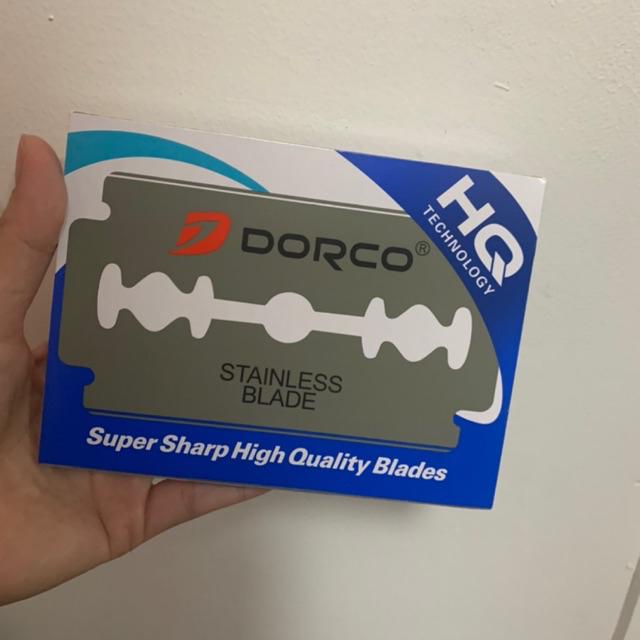 HQ
TECHNOLOGY
DORCO®
STAINLESS
BLADE
Super Sharp High Quality Blades